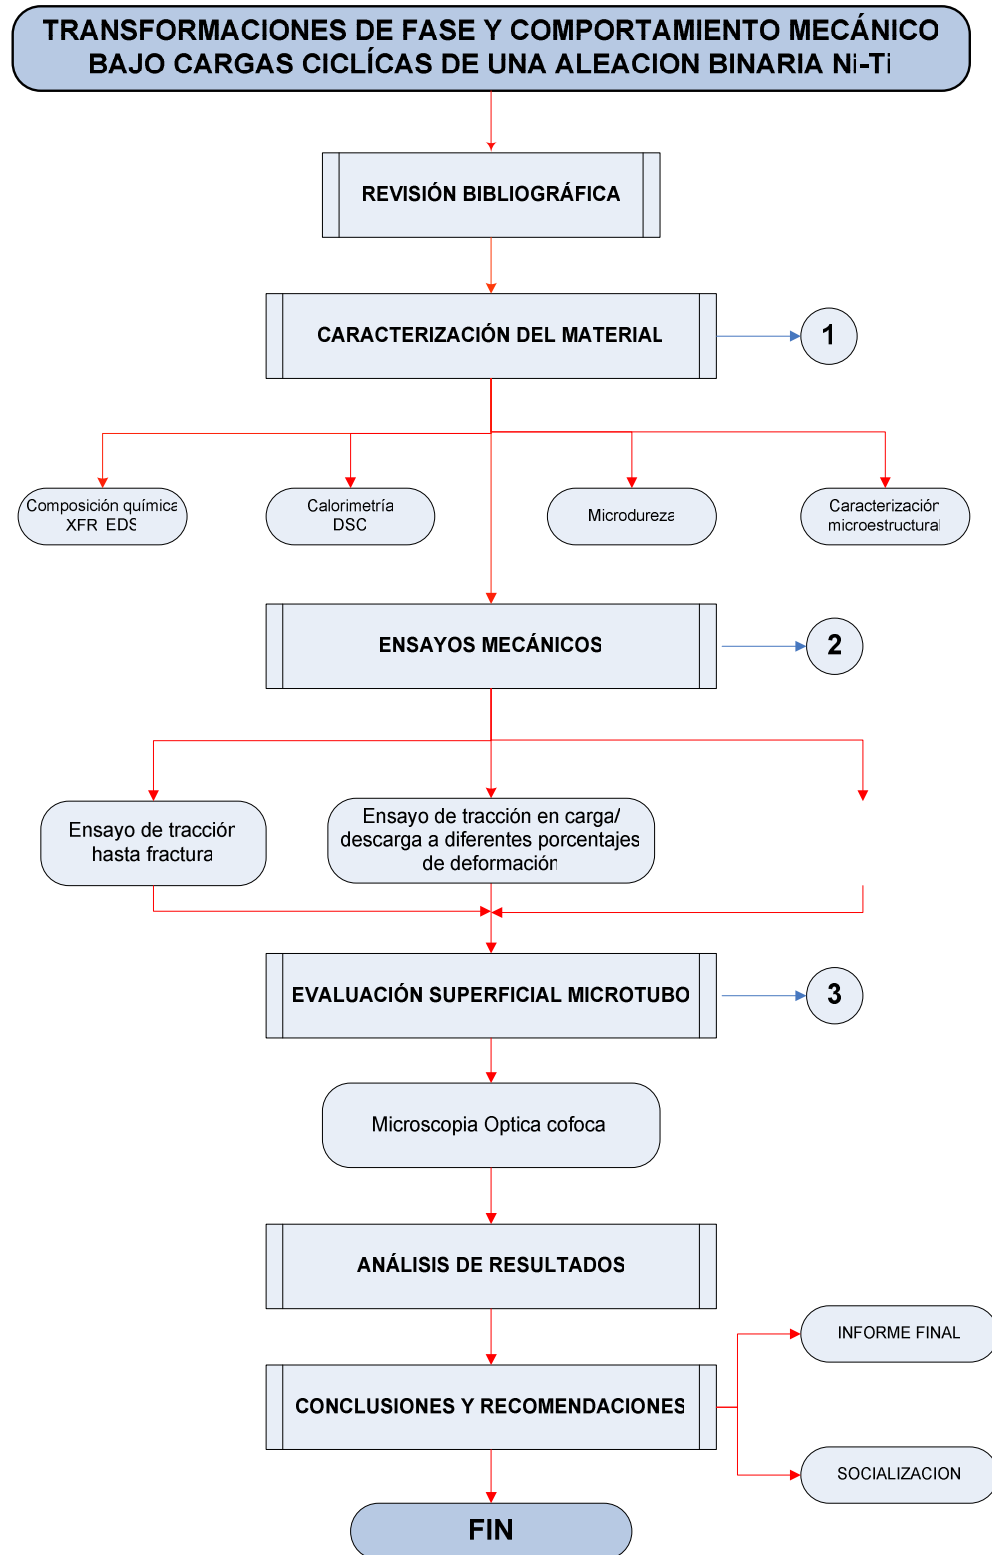 TRANSFORMACIONES DE FASE Y COMPORTAMIENTO MECÁNICO
BAJO CARGAS CICLÍCAS DE UNA ALEACION BINARIA Ni-Ti
REVISIÓN BIBLIOGRÁFICA
CARACTERIZACIÓN DEL MATERIAL
1
Composición química
XFR EDS
Calorimetría
DSC
Microdureza
Caracterización
microestructural
ENSAYOS MECÁNICOS
2
Ensayo de tracción
hasta fractura
Ensayo de tracción en carga/
descarga a diferentes porcentajes
de deformación
EVALUACIÓN SUPERFICIAL MICROTUBO
3
Microscopia Optica cofoca
ANÁLISIS DE RESULTADOS
INFORME FINAL
CONCLUSIONES Y RECOMENDACIONES
SOCIALIZACION
FIN